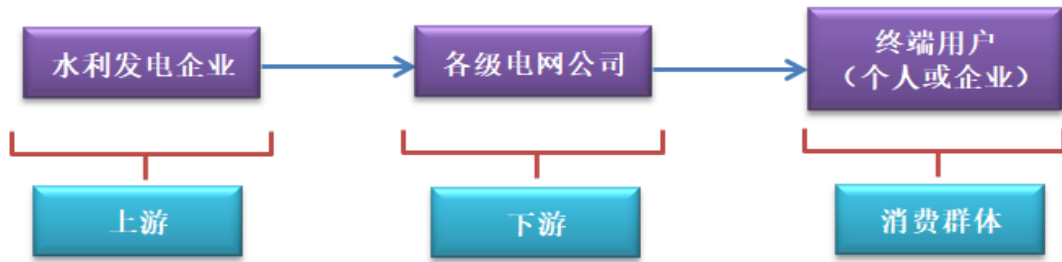 水利发电企业
各级电网公司
终端用户
（个人或企业）
上游
下游
消费群体